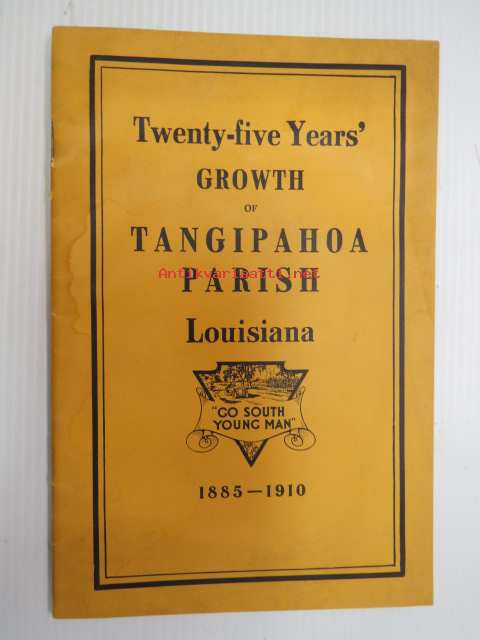 Twenty-five Years'
GROWTH
OF
TANGIPAHOA
Antikvariaatti.net
PARISH
Louisiana
"GO SOUTH
YOUNG MAN"
1885—1910